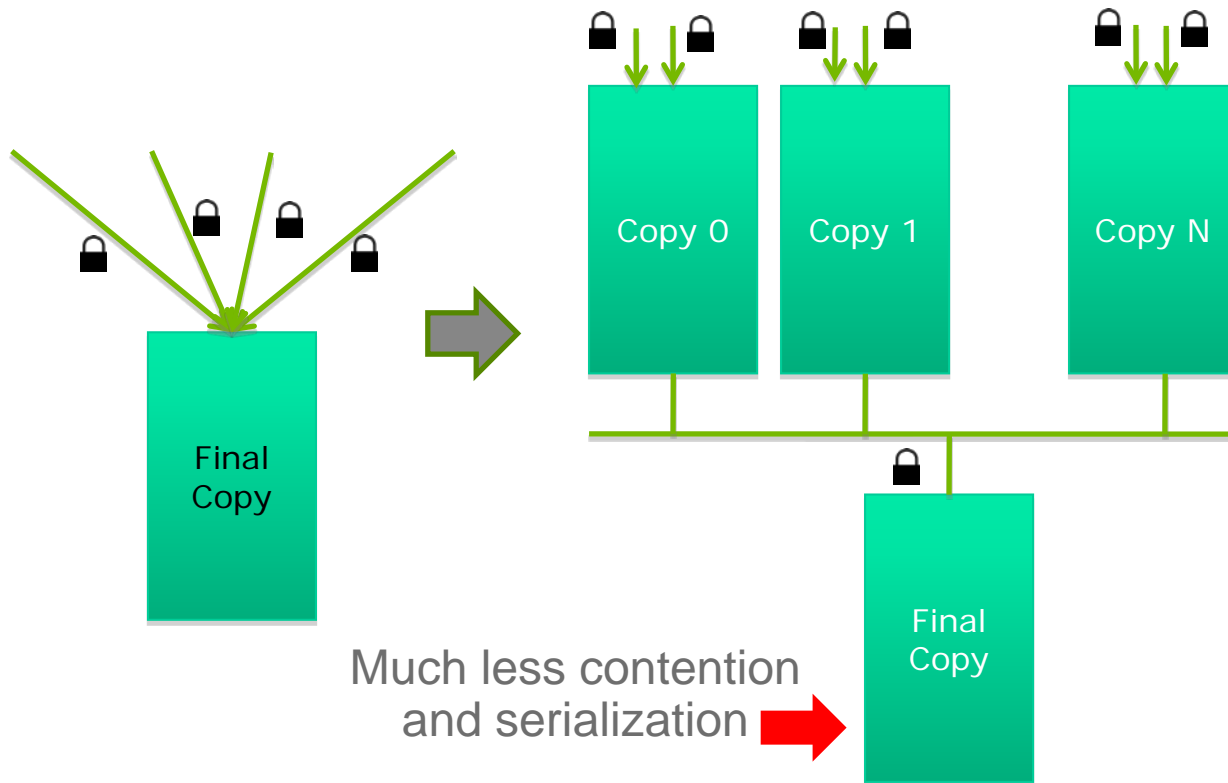 Copy 0
Copy 1
Copy N
Final
Copy
Final
Copy
Much less contention
and serialization